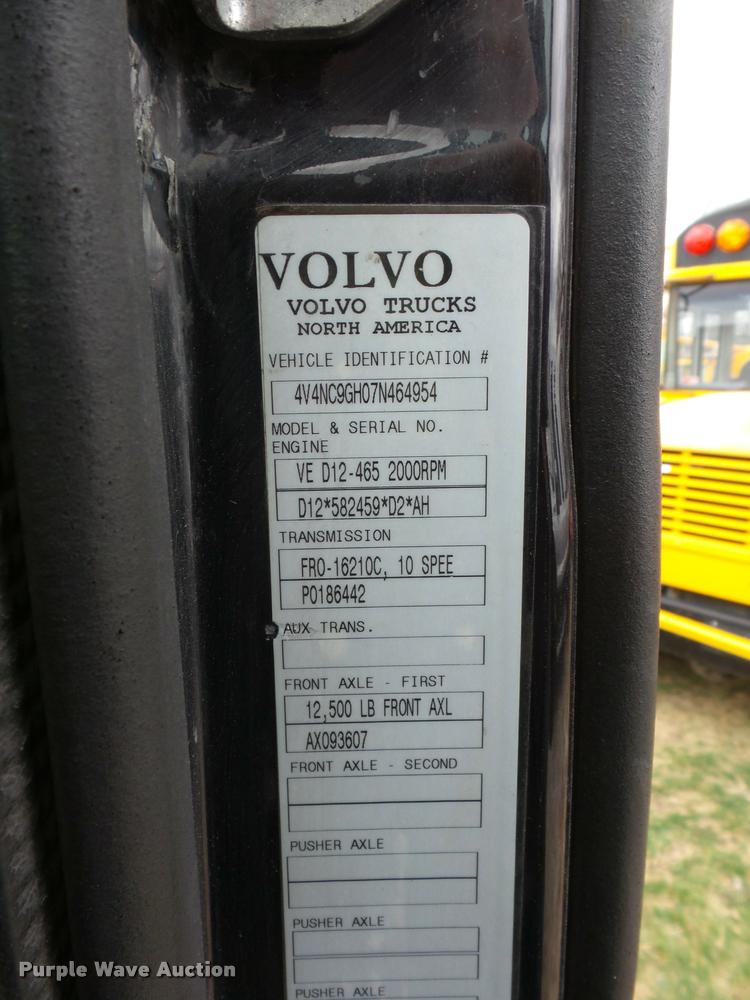 VOLVO
VOLVO TRUCKS
NORTH AMERICA
VEHICLE IDENTIFICATION #
4V4NC9GH07N464954
MODEL & SERIAL NO.
ENGINE
VE D12-465 2000RPM
D12*582459*D2*AH
TRANSMISSION
FRO-16210C, 10 SPEE
P0186442
AUX TRANS.
FRONT AXLE - FIRST
12,500 LB FRONT AXL
AX093607
FRONT AXLE - SECOND
PUSHER AXLE
PUSHER AXLE
PUSHER AXLE
Purple Wave Auction